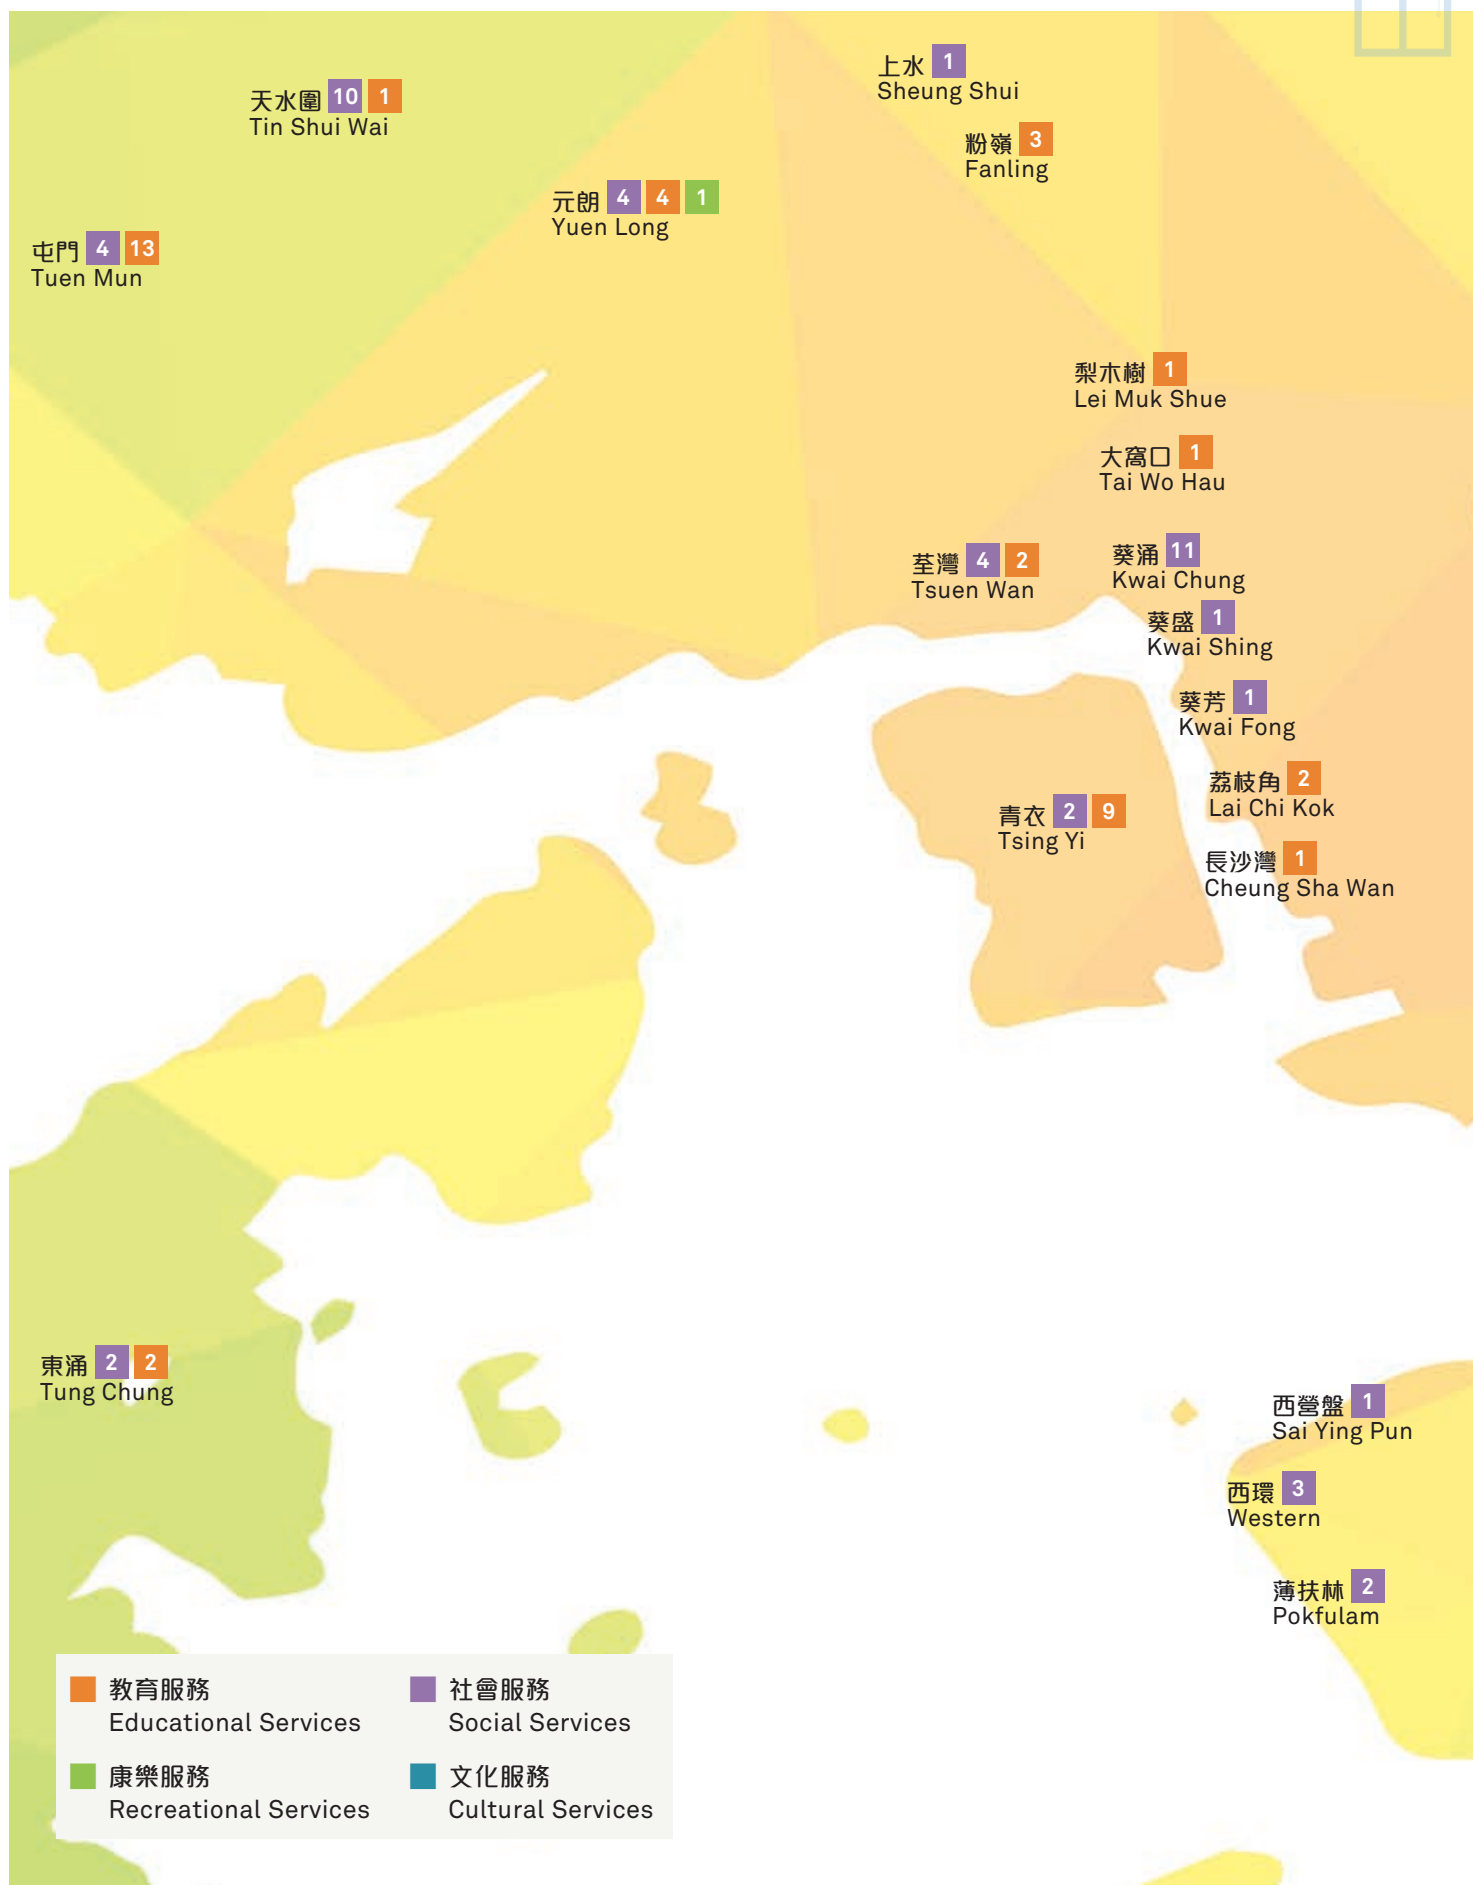 上水 1
Sheung Shui
天水圍 10 1
Tin Shui Wai
粉嶺 3
Fanling
元朗 4 4 1
Yuen Long
屯門 4 13
Tuen Mun
梨木樹 1
Lei Muk Shue
大窩口 1
Tai Wo Hau
荃灣 4 2
Tsuen Wan
葵涌 11
Kwai Chung
葵盛 1
Kwai Shing
葵芳 1
Kwai Fong
荔枝角 2
Lai Chi Kok
青衣 2 9
Tsing Yi
長沙灣 1
Cheung Sha Wan
東涌 2 2
Tung Chung
西營盤 1
Sai Ying Pun
西環 3
Western
薄扶林 2
Pokfulam
教育服務
Educational Services
社會服務
Social Services
康樂服務
Recreational Services
文化服務
Cultural Services